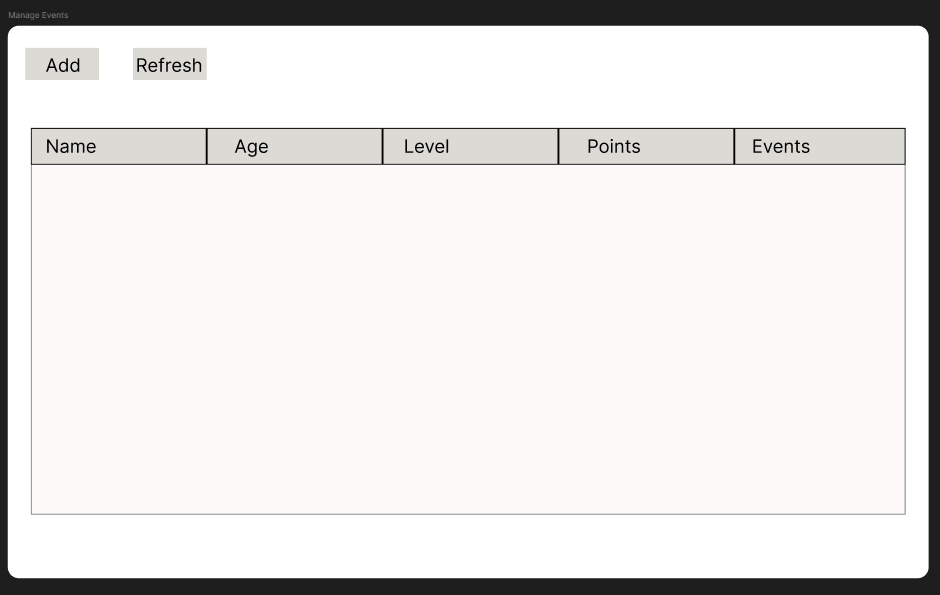 Manage Events
Add Refresh
Name Age Level Points Events